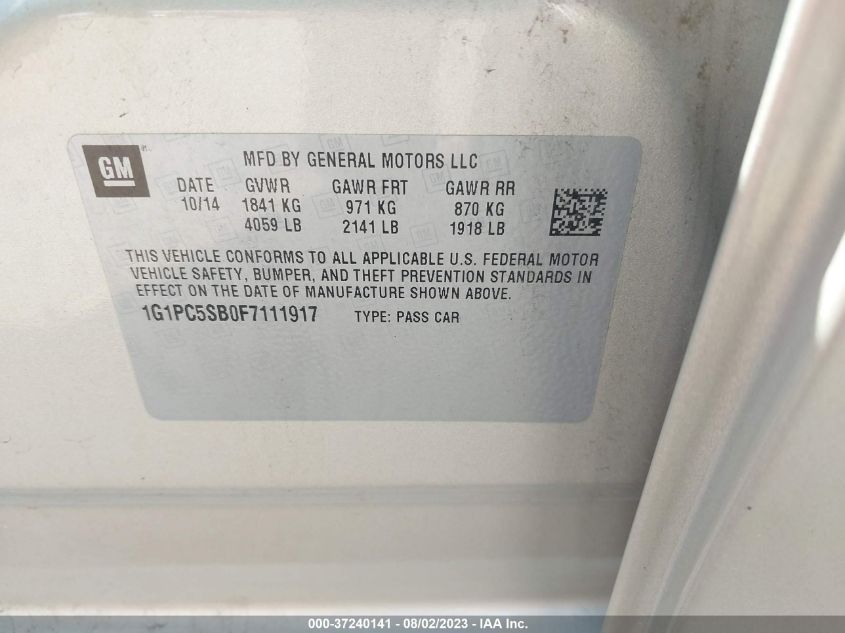 GM
MFD BY GENERAL MOTORS LLC
DATE GVWR GAWR FRT GAWR RR
10/14 1841 KG 971 KG 870 KG
4059 LB 2141 LB 1918 LB
THIS VEHICLE CONFORMS TO ALL APPLICABLE U.S. FEDERAL MOTOR
VEHICLE SAFETY, BUMPER, AND THEFT PREVENTION STANDARDS IN
EFFECT ON THE DATE OF MANUFACTURE SHOWN ABOVE.
1G1PC5SB0F7111917 TYPE: PASS CAR
000-37240141 - 08/02/2023 - IAA Inc.